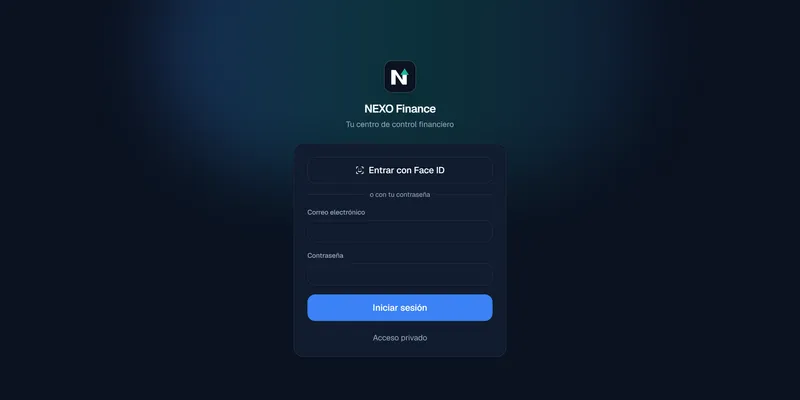 N
NEXO Finance
Tu centro de control financiero
Entrar con Face ID
o con tu contraseña
Correo electrónico
Contraseña
Iniciar sesión
Acceso privado